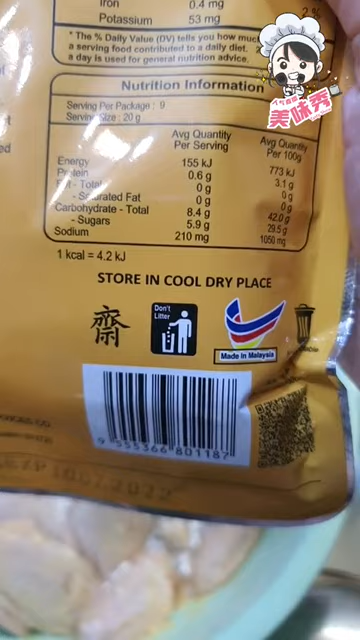 Iron 0.4 mg
Potassium 53 mg 2 %
* The % Daily Value (DV) tells you how much
a serving food contributed to a daily diet.
a day is used for general nutrition advice.
美味秀
Nutrition Information
Serving Per Package : 9
Serving Size : 20 g
Avg Quantity Per Serving Avg Quantity Per 100g
Energy 155 kJ 773 kJ
Protein 0.6 g 3.1 g
Fat - Total 0 g 0 g
- Saturated Fat 0 g 0 g
Carbohydrate - Total 8.4 g 42.0 g
- Sugars 5.9 g 29.5 g
Sodium 210 mg 1050 mg
1 kcal = 4.2 kJ
STORE IN COOL DRY PLACE
齋
Don't
Litter
Made In Malaysia
9 555366 801187